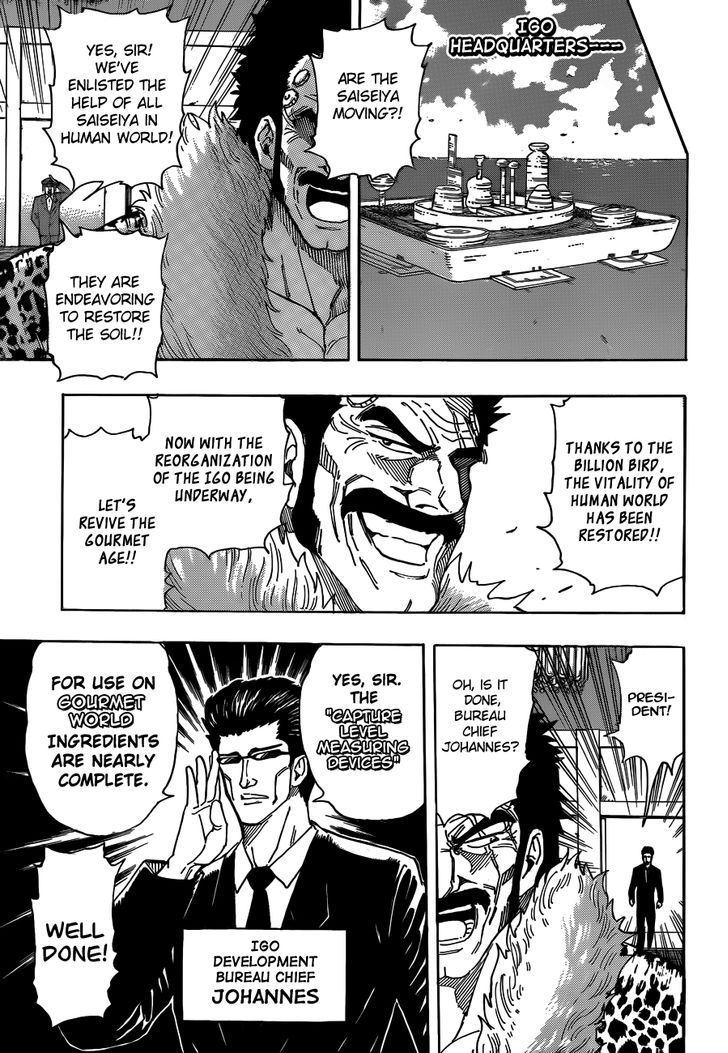 IGO
HEADQUARTERS----
ARE THE
SAISEIYA
MOVING?!
YES, SIR!
WE'VE
ENLISTED THE
HELP OF ALL
SAISEIYA IN
HUMAN WORLD!
THEY ARE
ENDEAVORING
TO RESTORE
THE SOIL!!
THANKS TO THE
BILLION BIRD,
THE VITALITY OF
HUMAN WORLD
HAS BEEN
RESTORED!!
NOW WITH THE
REORGANIZATION
OF THE IGO BEING
UNDERWAY,
LET'S
REVIVE THE
GOURMET
AGE!!
PRESI-
DENT!
OH, IS IT
DONE,
BUREAU
CHIEF
JOHANNES?
YES, SIR.
THE
"CAPTURE
LEVEL
MEASURING
DEVICES"
FOR USE ON
GOURMET
WORLD
INGREDIENTS
ARE NEARLY
COMPLETE.
IGO
DEVELOPMENT
BUREAU CHIEF
JOHANNES
WELL
DONE!